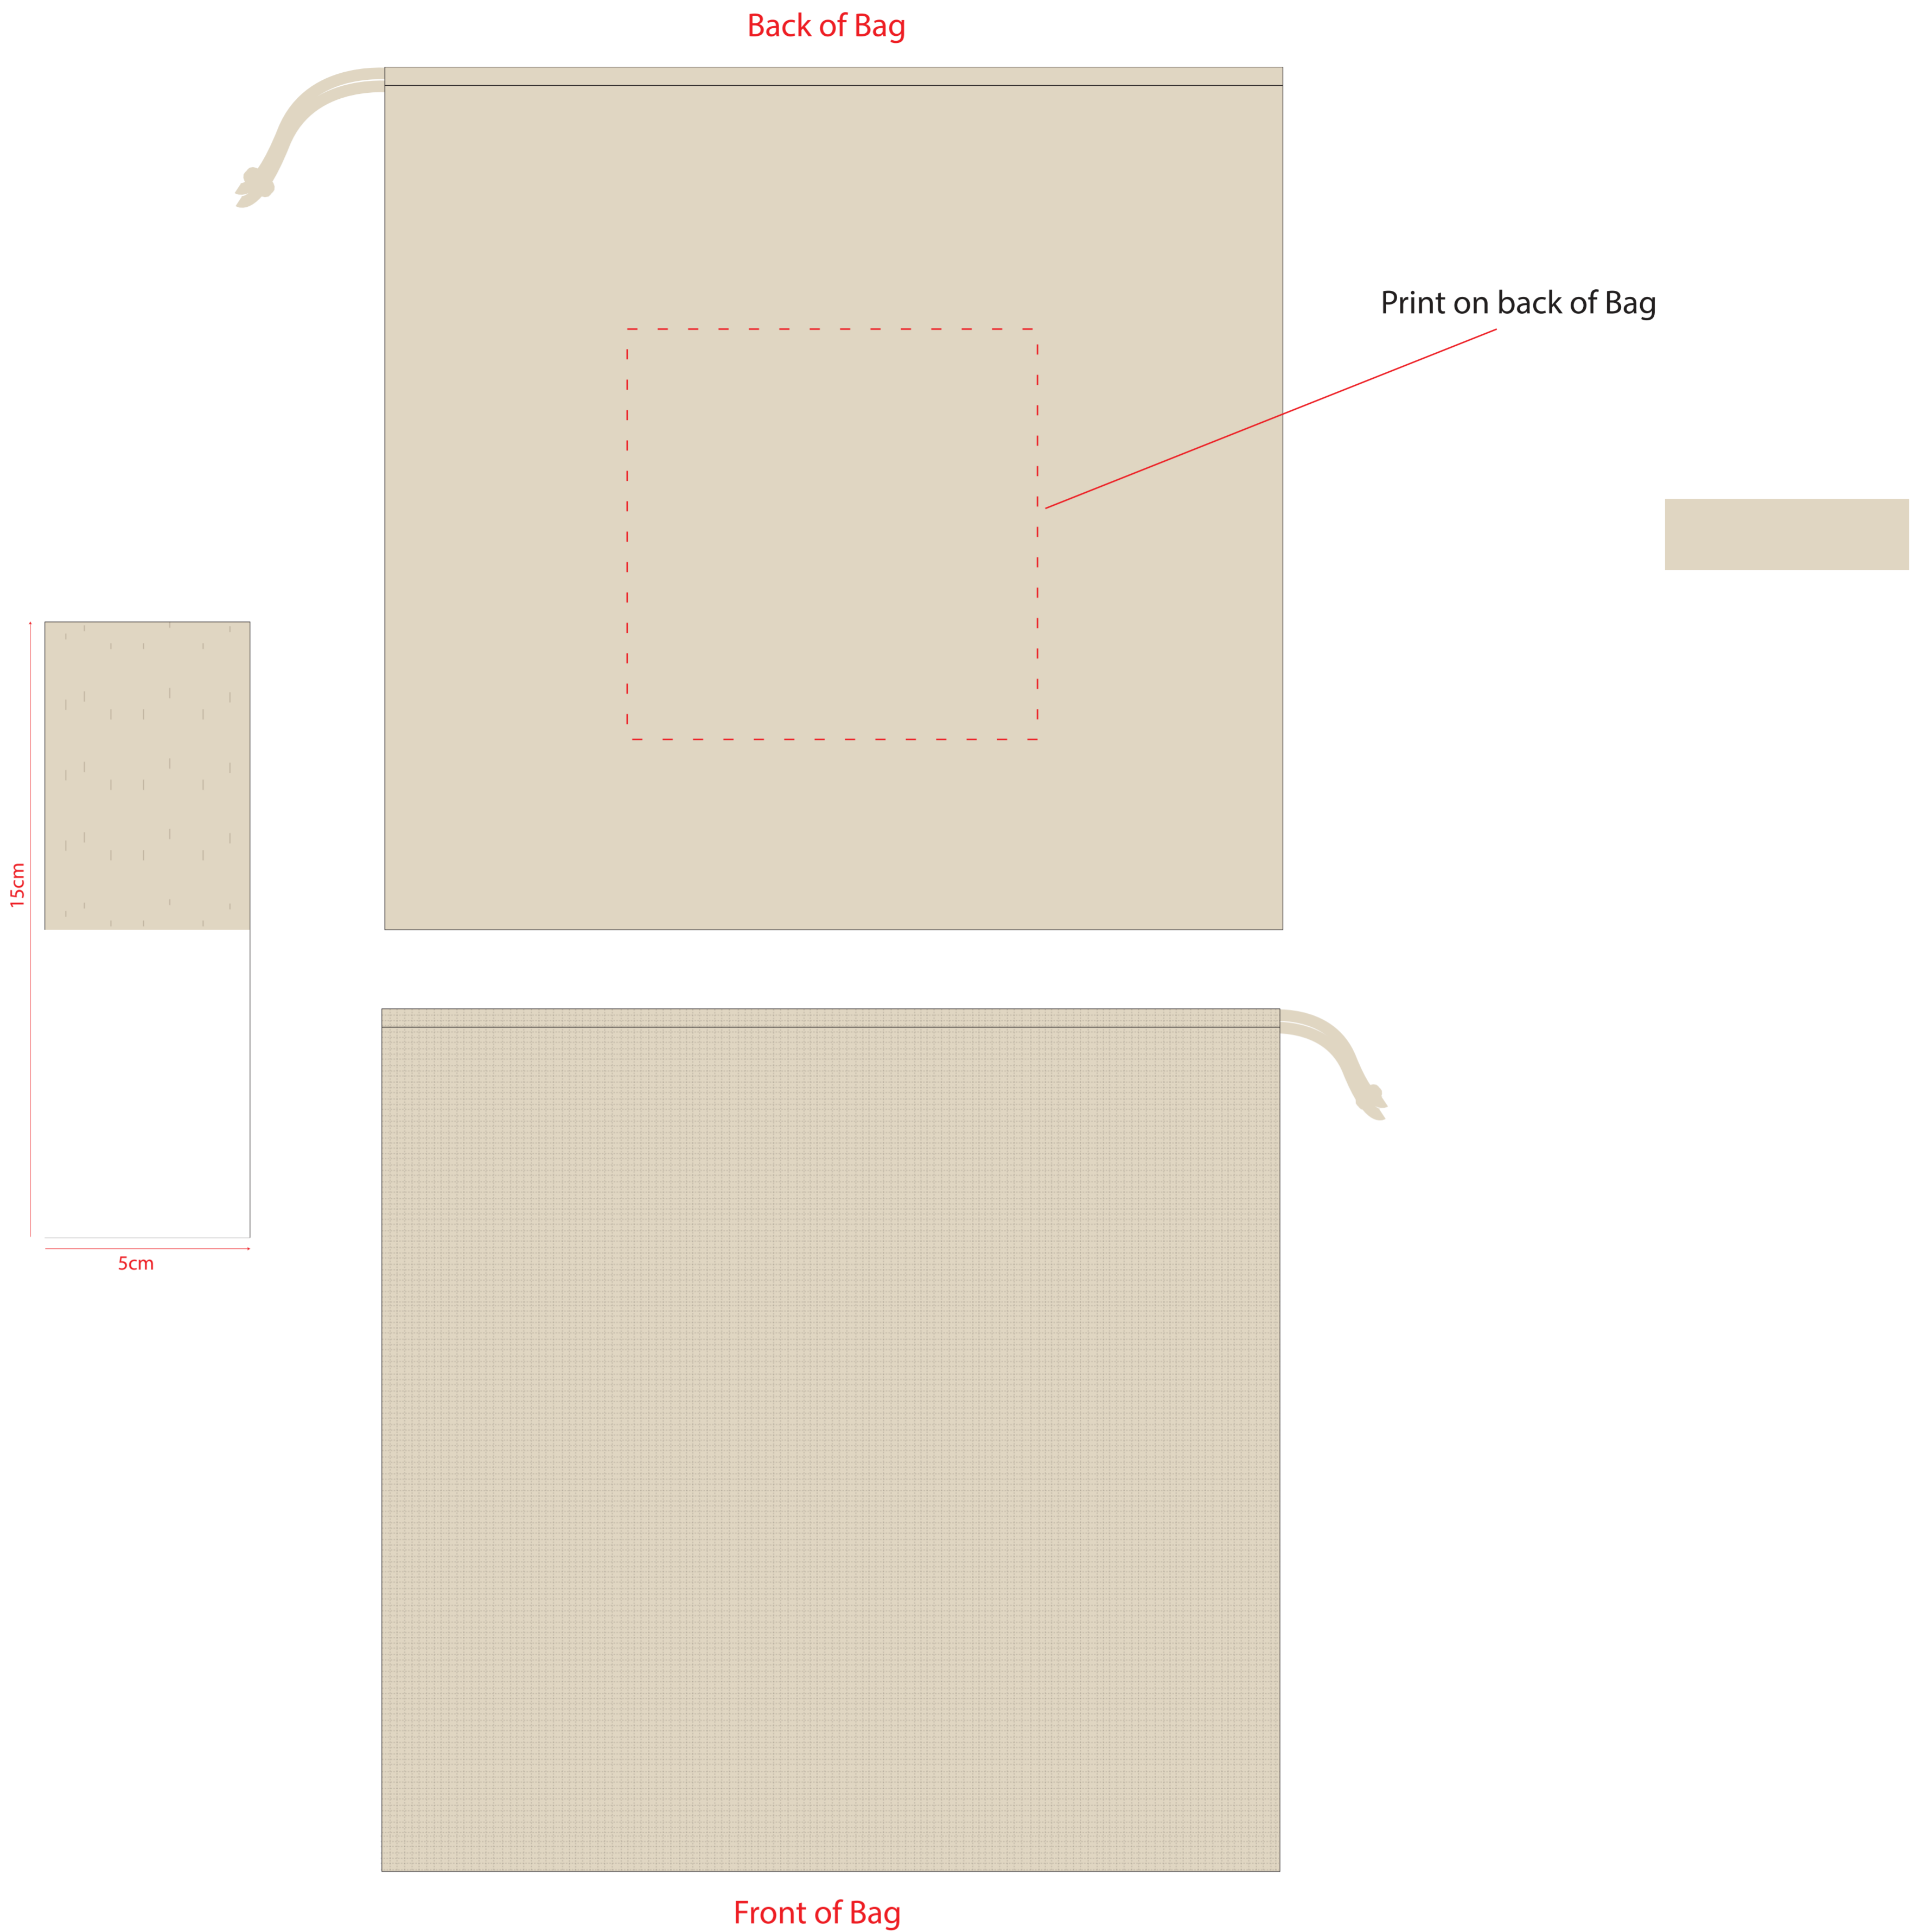 Back of Bag
Print on back of Bag
15cm
5cm
Front of Bag